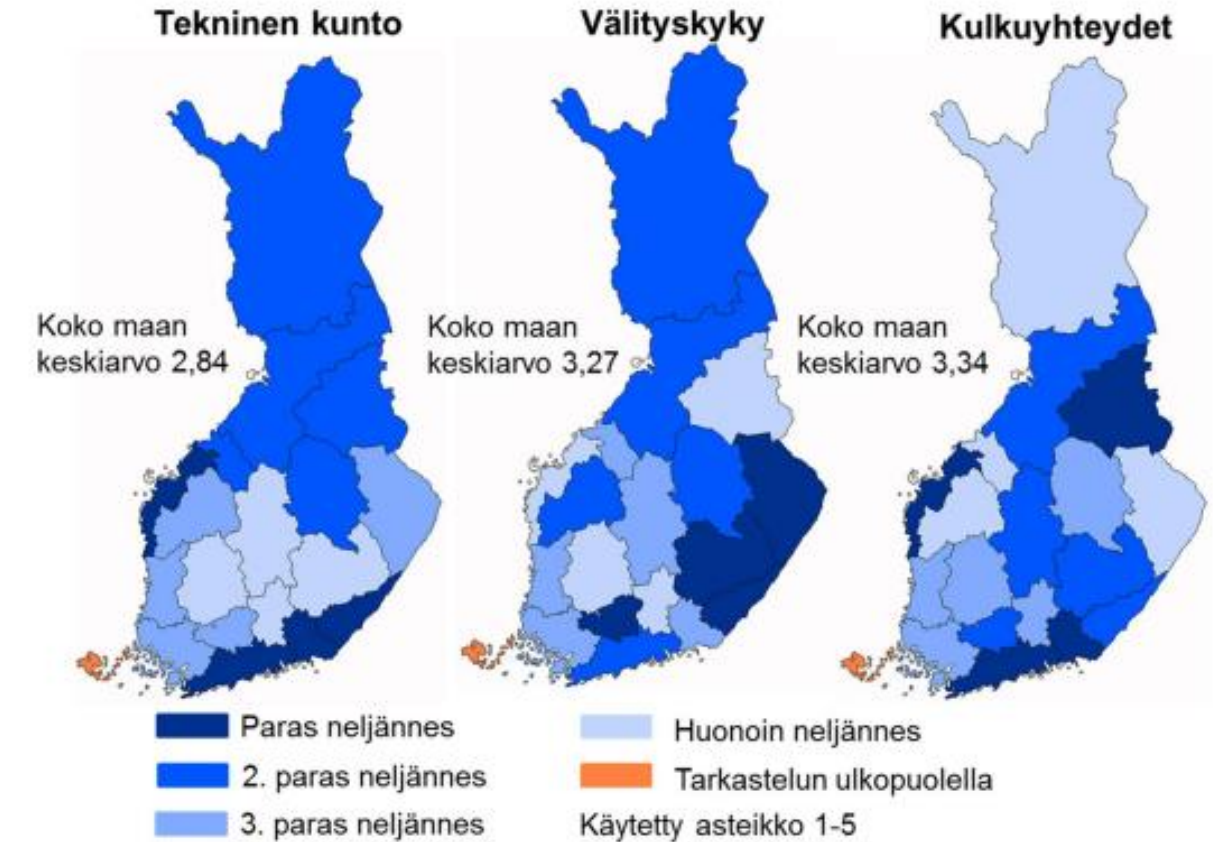 Tekninen kunto
Välityskyky
Kulkuyhteydet
Koko maan
keskiarvo 2,84
Koko maan
keskiarvo 3,27
Koko maan
keskiarvo 3,34
Paras neljännes
2. paras neljännes
3. paras neljännes
Huonoin neljännes
Tarkastelun ulkopuolella
Käytetty asteikko 1-5